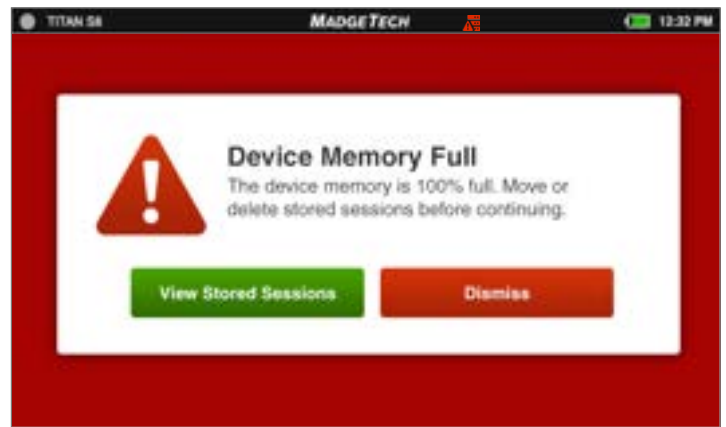 TITAN S8 MADGETECH 12:32 PM
Device Memory Full
The device memory is 100% full. Move or
delete stored sessions before continuing.
View Stored Sessions Dismiss